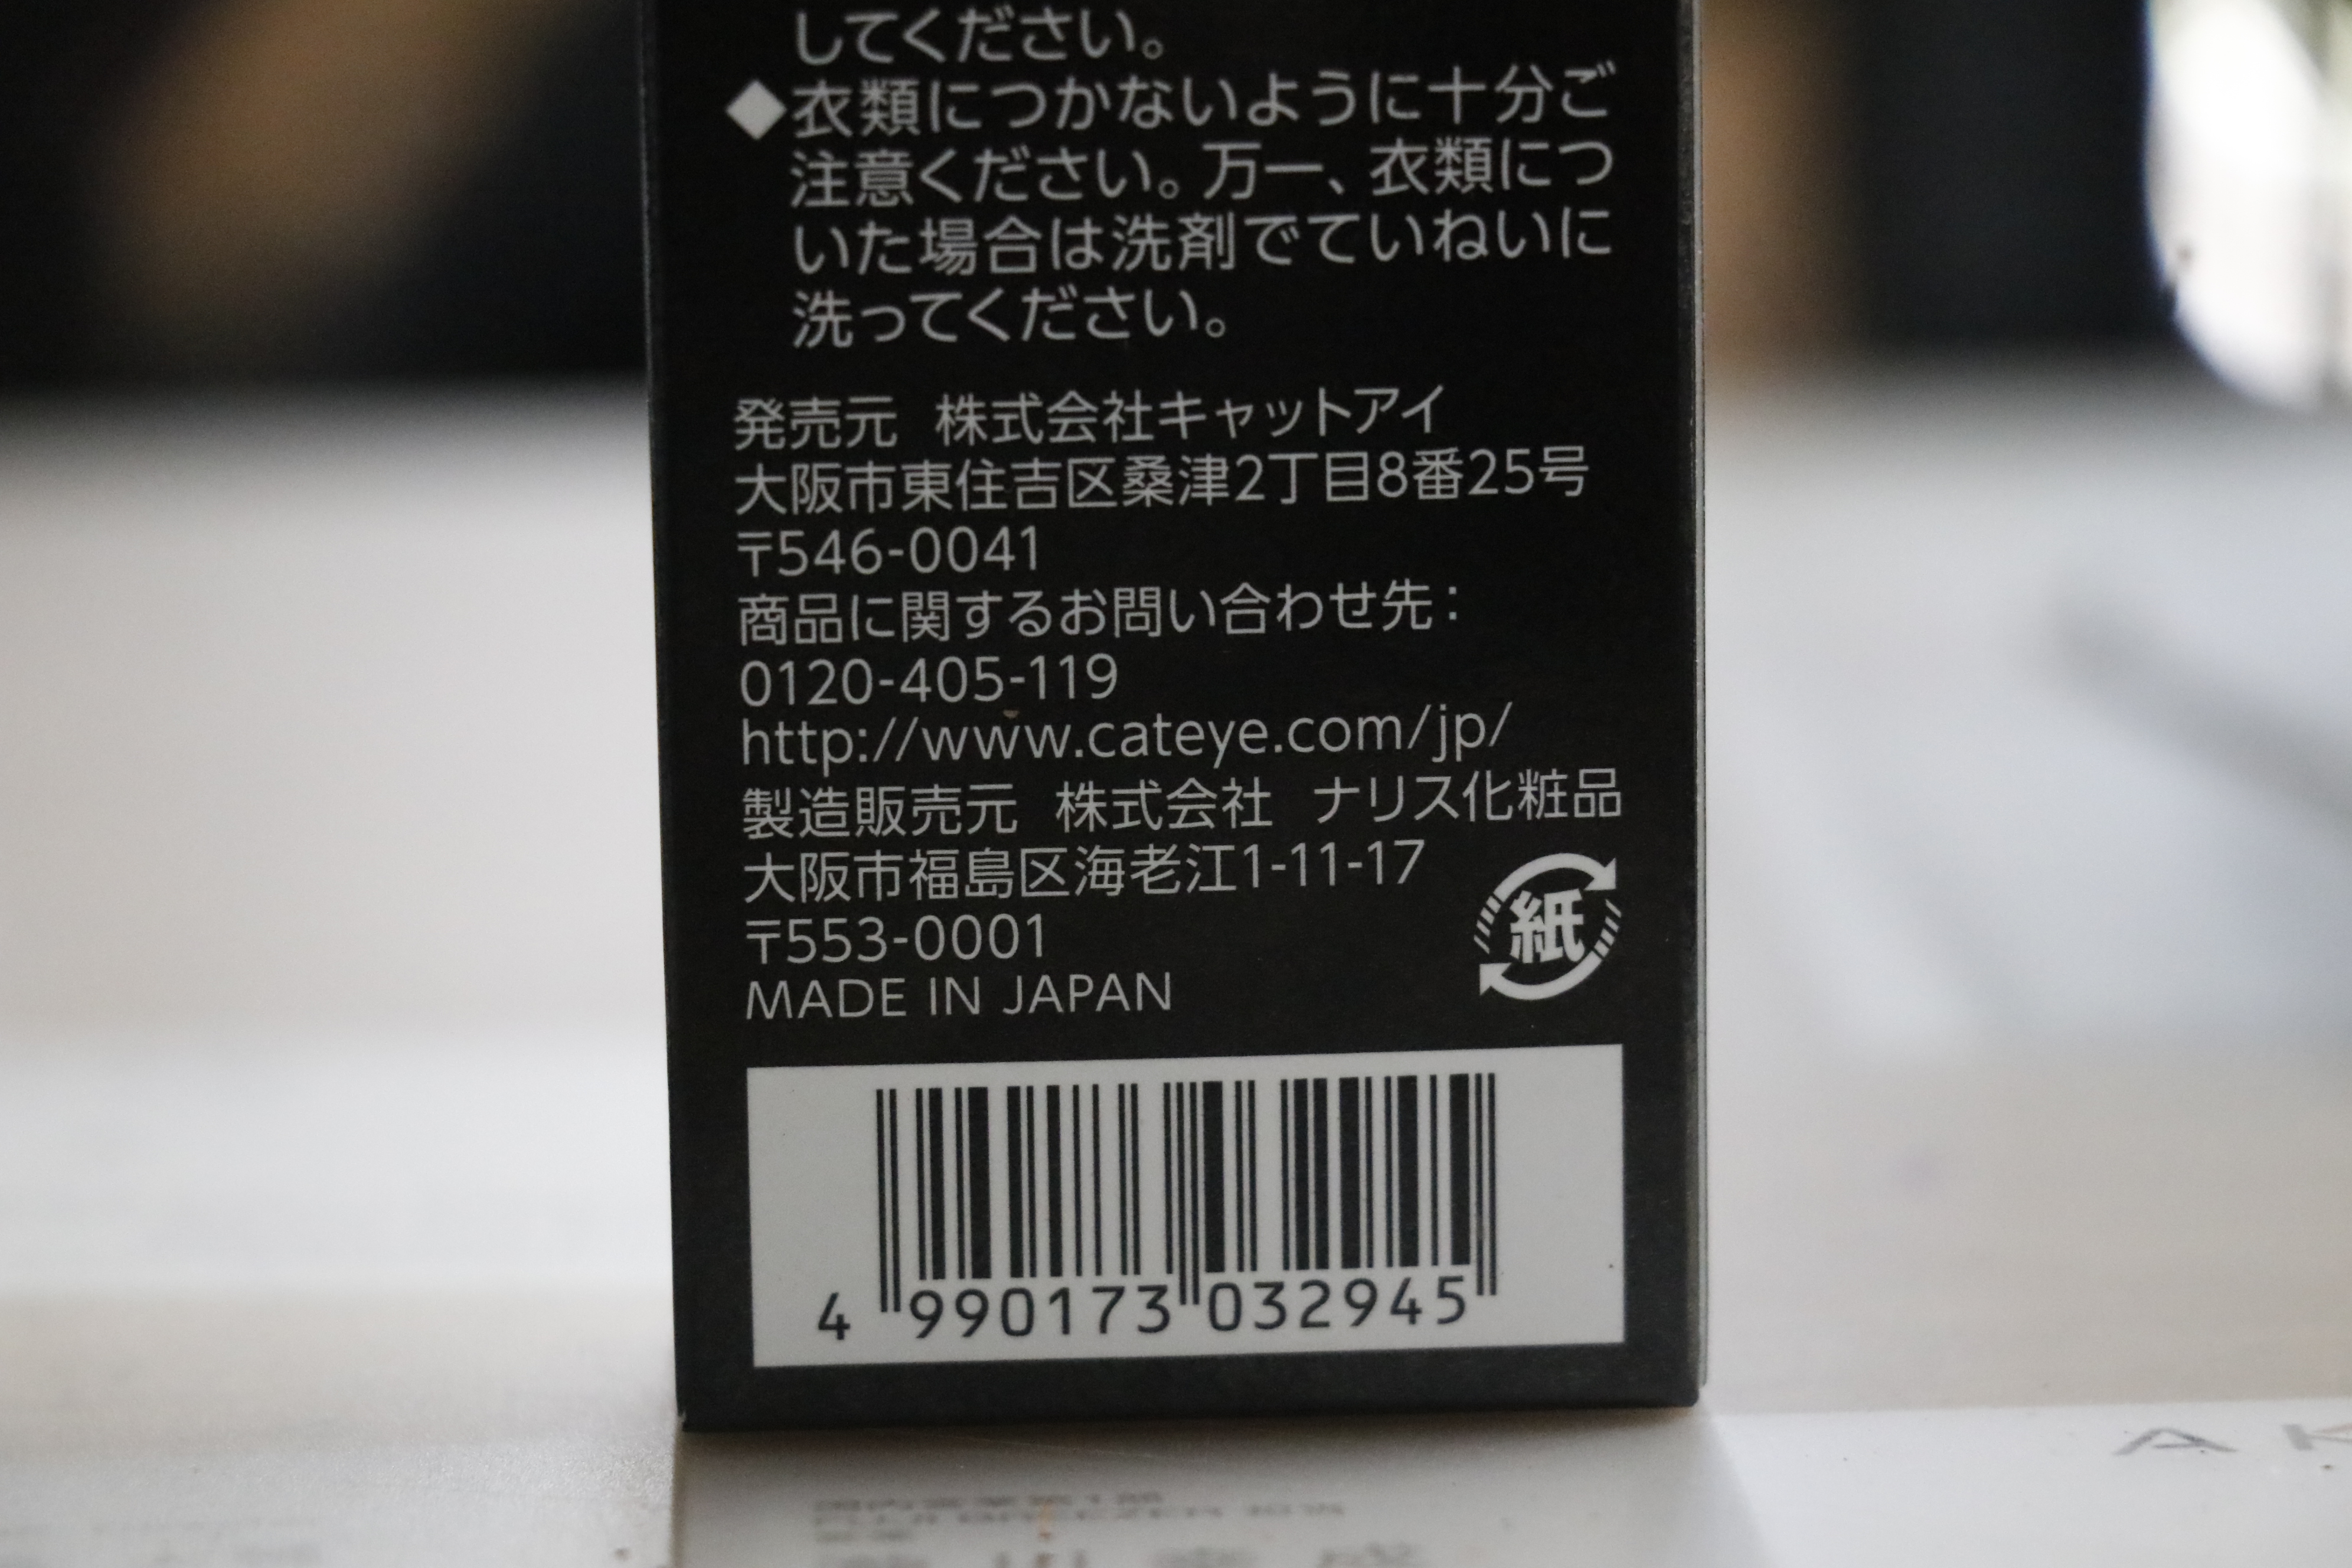 してください。
◆衣類につかないように十分ご
注意ください。万一、衣類につ
いた場合は洗剤でていねいに
洗ってください。
発売元 株式会社キャットアイ
大阪市東住吉区桑津2丁目8番25号
〒546-0041
商品に関するお問い合わせ先:
0120-405-119
http://www.cateye.com/jp/
製造販売元 株式会社 ナリス化粧品
大阪市福島区海老江1-11-17
〒553-0001
紙
MADE IN JAPAN
4 990173 032945
A K